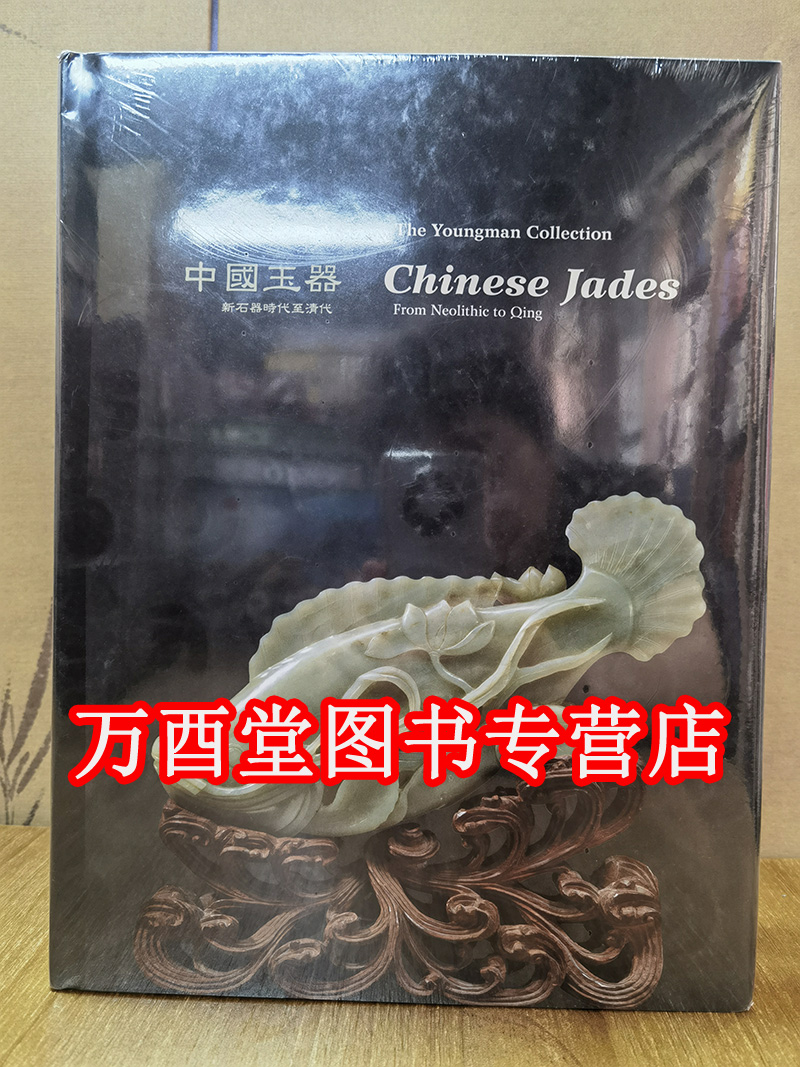 The Youngman Collection
中國玉器
Chinese Jades
新石器時代至清代
From Neolithic to Qing
万酉堂图书专营店